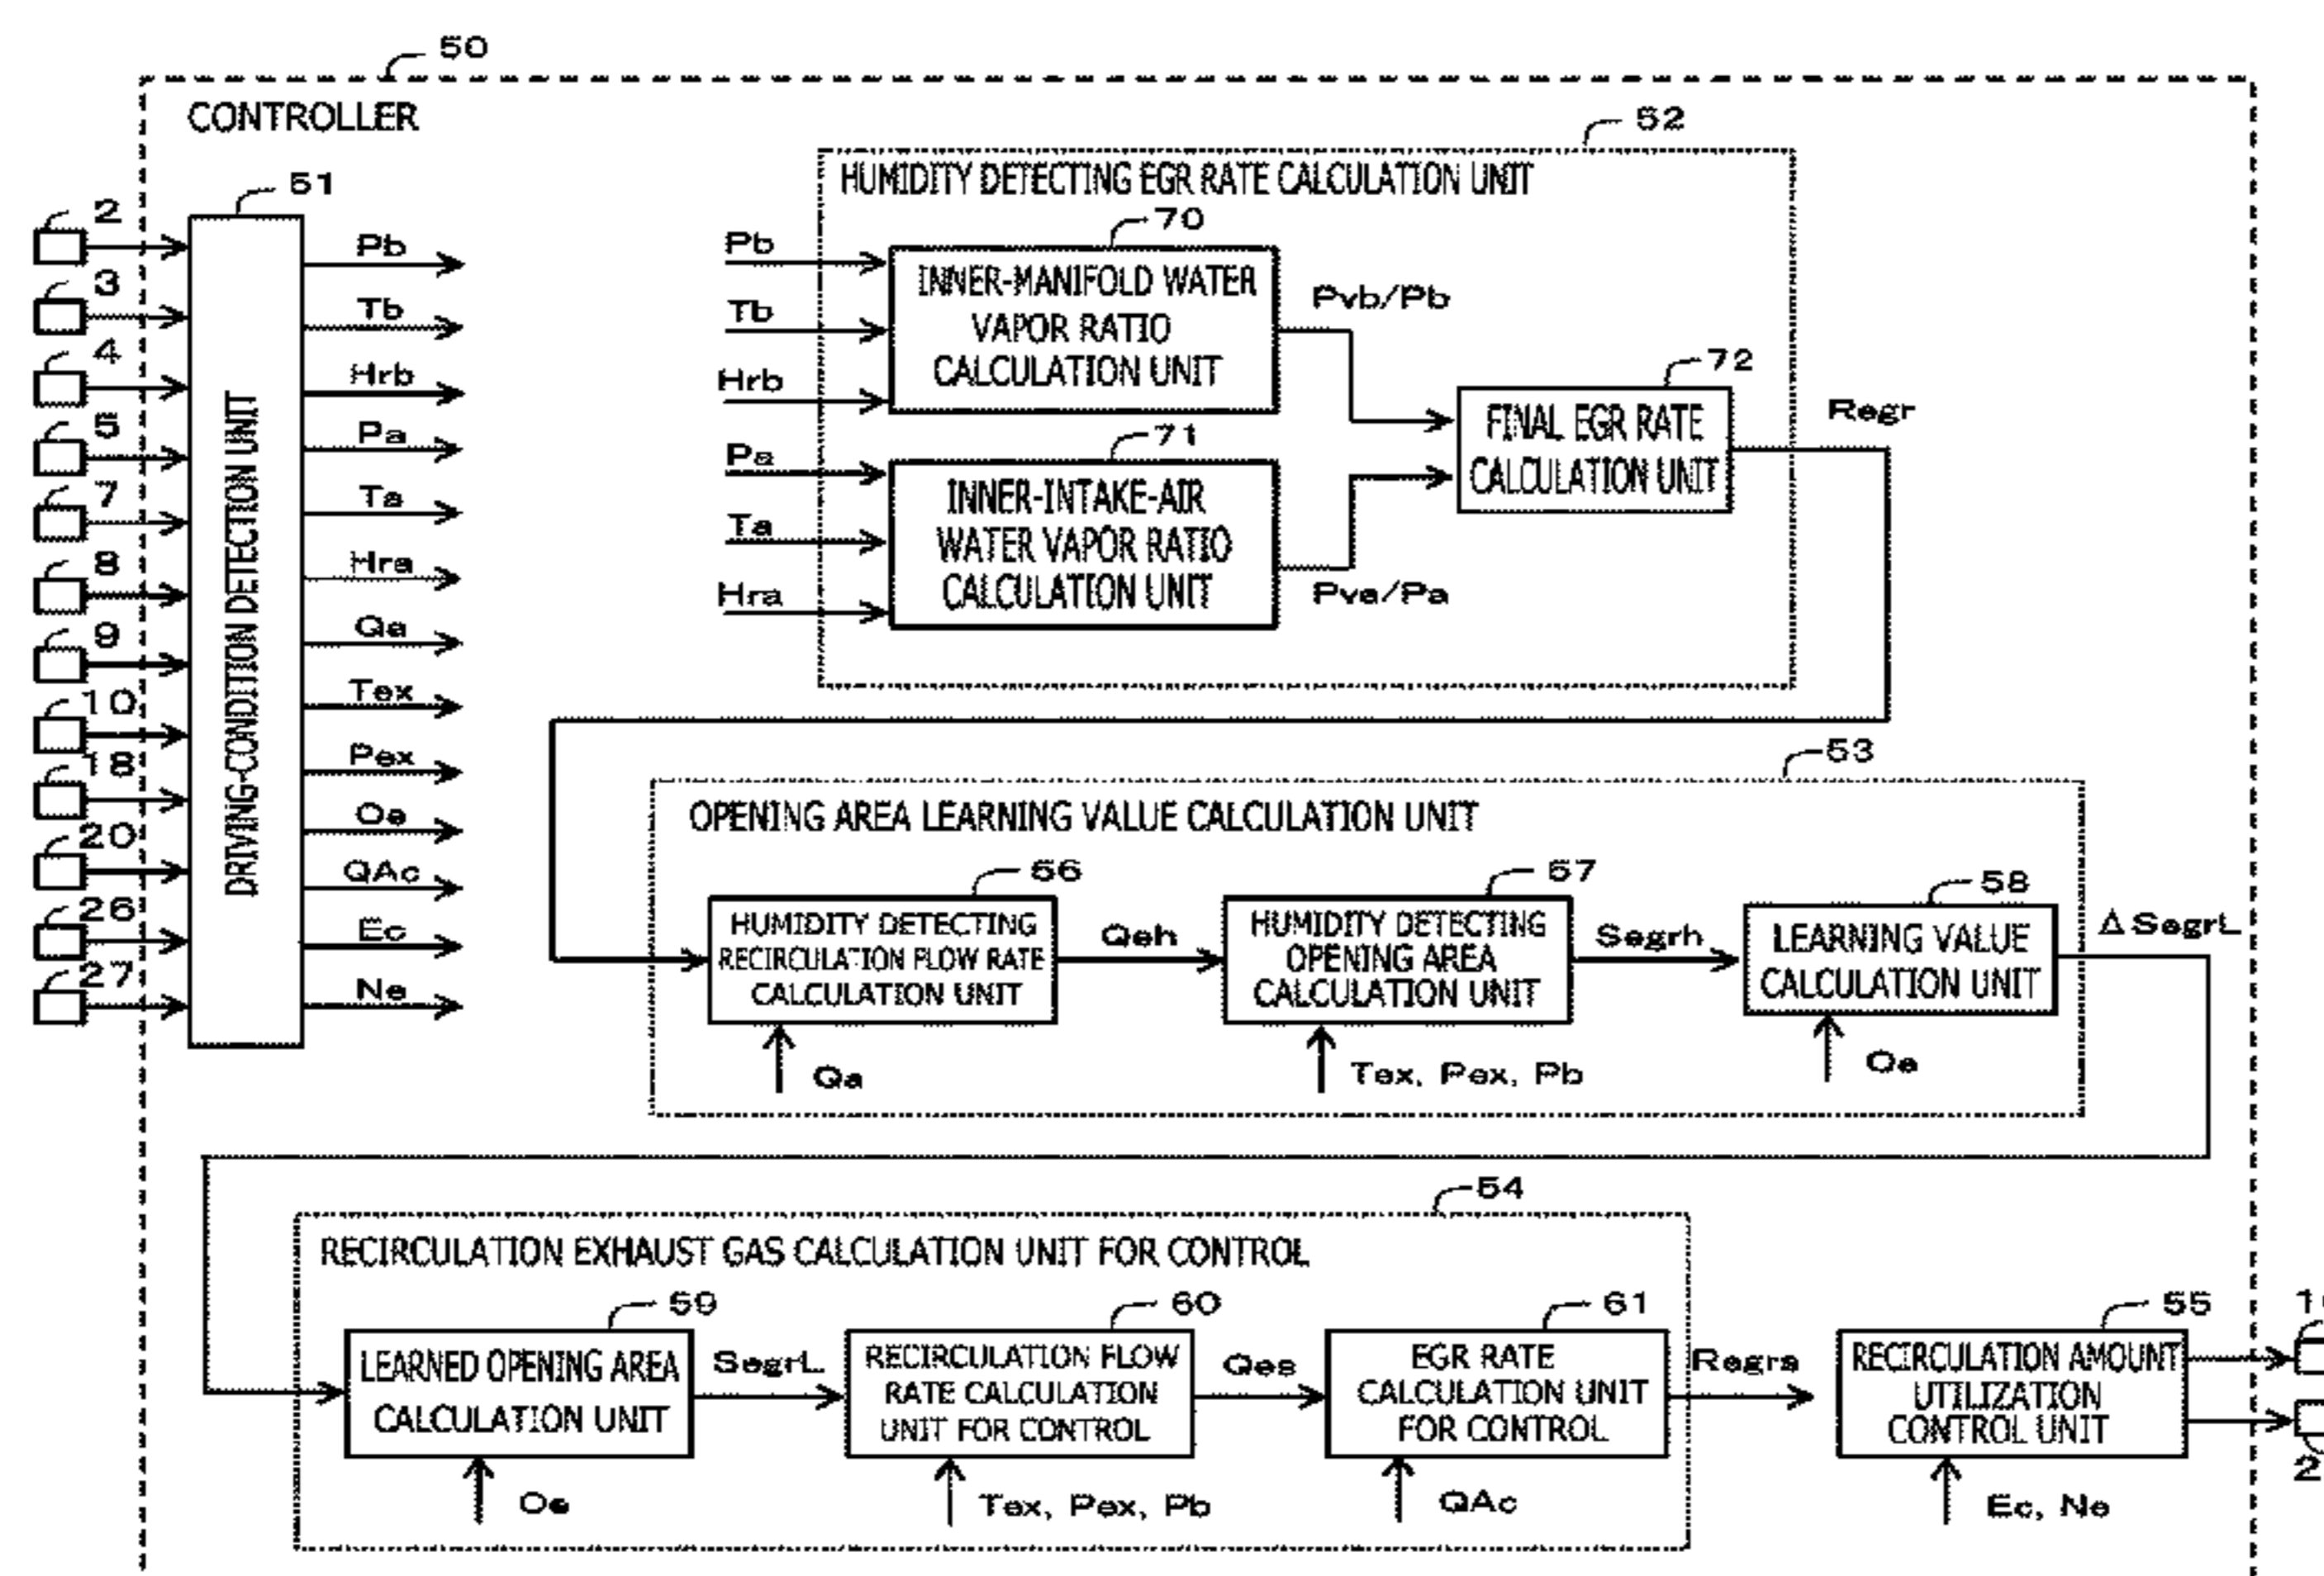 50
CONTROLLER
52
HUMIDITY DETECTING EGR RATE CALCULATION UNIT
51
2
3
4
5
7
8
9
10
18
20
26
27
DRIVING-CONDITION DETECTION UNIT
Pb
Tb
Hrb
Pa
Ta
Hra
Qa
Tex
Pex
Oe
QAc
Ec
Ne
Pb
Tb
Hrb
70
INNER-MANIFOLD WATER
VAPOR RATIO
CALCULATION UNIT
Pvb/Pb
Pa
Ta
Hra
71
INNER-INTAKE-AIR
WATER VAPOR RATIO
CALCULATION UNIT
Pva/Pa
72
FINAL EGR RATE
CALCULATION UNIT
Regr
53
OPENING AREA LEARNING VALUE CALCULATION UNIT
56
HUMIDITY DETECTING
RECIRCULATION FLOW RATE
CALCULATION UNIT
Qa
Qeh
57
HUMIDITY DETECTING
OPENING AREA
CALCULATION UNIT
Tex, Pex, Pb
Segrh
58
LEARNING VALUE
CALCULATION UNIT
Oe
ΔSegrL
54
RECIRCULATION EXHAUST GAS CALCULATION UNIT FOR CONTROL
59
LEARNED OPENING AREA
CALCULATION UNIT
Oe
SegrL
60
RECIRCULATION FLOW
RATE CALCULATION
UNIT FOR CONTROL
Tex, Pex, Pb
Qes
61
EGR RATE
CALCULATION UNIT
FOR CONTROL
QAc
Regrs
55
RECIRCULATION AMOUNT
UTILIZATION
CONTROL UNIT
Ec, Ne